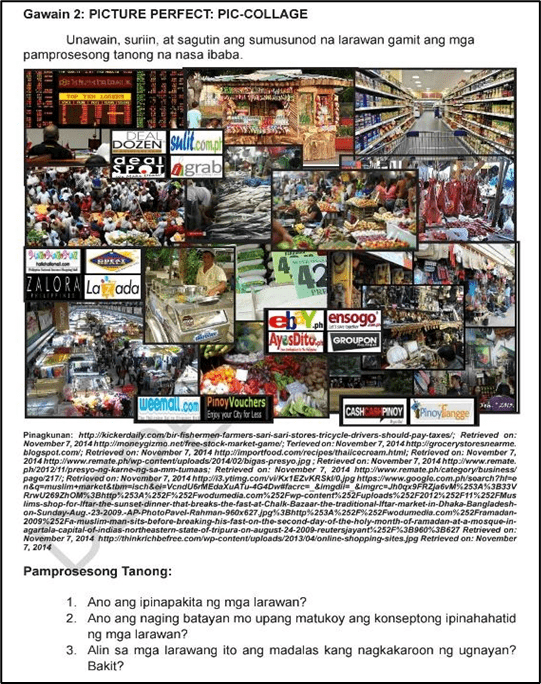 Gawain 2: PICTURE PERFECT: PIC-COLLAGE
Unawain, suriin, at sagutin ang sumusunod na larawan gamit ang mga
pamprosesong tanong na nasa ibaba.
TOP TEN LOSERS
DEAL
DOZEN
sulit.com.ph
deal
SPOT
agrab
hallohallomall.com
ZALORA
PHILIPPINES
Lazada
4
42
ebay.ph
ensogo
AyosDito.ph
GROUPON
weemall.com
PinoyVouchers
Enjoy your City for Less
CASHCASHPINOY
PinoyTiangge
Pinagkunan: http://kickerdaily.com/bir-fishermen-farmers-sari-sari-stores-tricycle-drivers-should-pay-taxes/; Retrieved on:
November 7, 2014 http://moneygizmo.net/free-stock-market-game/; Terieved on: November 7, 2014 http://grocerystoresnearme.
blogspot.com/; Retrieved on: November 7, 2014 http://importfood.com/recipes/thaiicecream.html; Retrieved on: November 7,
2014 http://www.remate.ph/wp-content/uploads/2014/02/bigas-presyo.jpg ; Retrieved on: November 7, 2014 http://www.remate.
ph/2012/11/presyo-ng-karne-ng-sa-mm-tumaas; Retrieved on: November 7, 2014 http://www.remate.ph/category/business/
page/217/; Retrieved on: November 7, 2014 http://i3.ytimg.com/vi/Kx1EZvKRSkI/0.jpg https://www.google.com.ph/search?hl=e
n&q=muslim+market&tbm=isch&ei=VcndU6rMEdaXuATu-4G4Dw#facrc=_&imgdii=_&imgrc=Jh0qx9FRZja6vM%253A%3B33V
RrwU269ZhOM%3Bhttp%253A%252F%252Fwodumedia.com%252Fwp-content%252Fuploads%252F2012%252F11%252FMus
lims-shop-for-Iftar-the-sunset-dinner-that-breaks-the-fast-at-Chalk-Bazaar-the-traditional-Iftar-market-in-Dhaka-Bangladesh-
on-Sunday-Aug.-23-2009.-AP-PhotoPavel-Rahman-960x627.jpg%3Bhttp%253A%252F%252Fwodumedia.com%252Framadan-
2009%252Fa-muslim-man-sits-before-breaking-his-fast-on-the-second-day-of-the-holy-month-of-ramadan-at-a-mosque-in-
agartala-capital-of-indias-northeastern-state-of-tripura-on-august-24-2009-reutersjayant%252F%3B960%3B627 Retrieved on:
November 7, 2014 http://thinkrichbefree.com/wp-content/uploads/2013/04/online-shopping-sites.jpg Retrieved on: November
7, 2014
Pamprosesong Tanong:
1. Ano ang ipinapakita ng mga larawan?
2. Ano ang naging batayan mo upang matukoy ang konseptong ipinahahatid
ng mga larawan?
3. Alin sa mga larawang ito ang madalas kang nagkakaroon ng ugnayan?
Bakit?